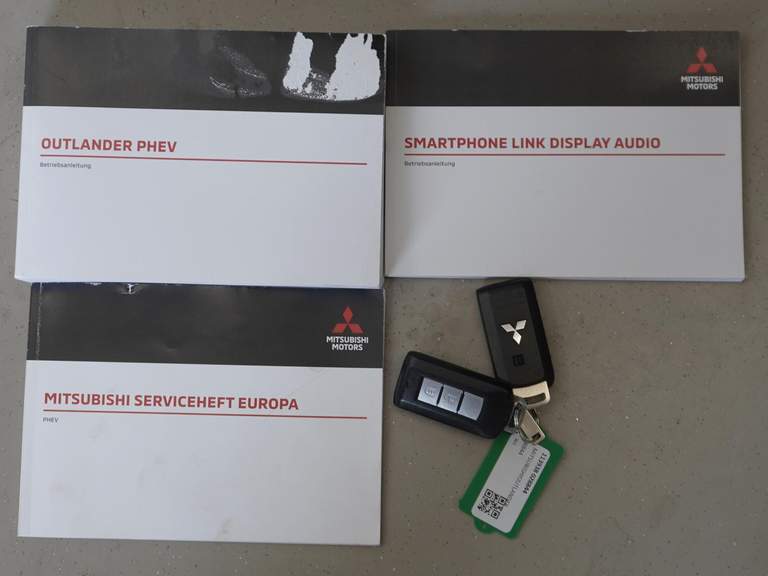 OUTLANDER PHEV
Betriebsanleitung
MITSUBISHI
MOTORS
SMARTPHONE LINK DISPLAY AUDIO
Betriebsanleitung
MITSUBISHI
MOTORS
MITSUBISHI SERVICEHEFT EUROPA
PHEV